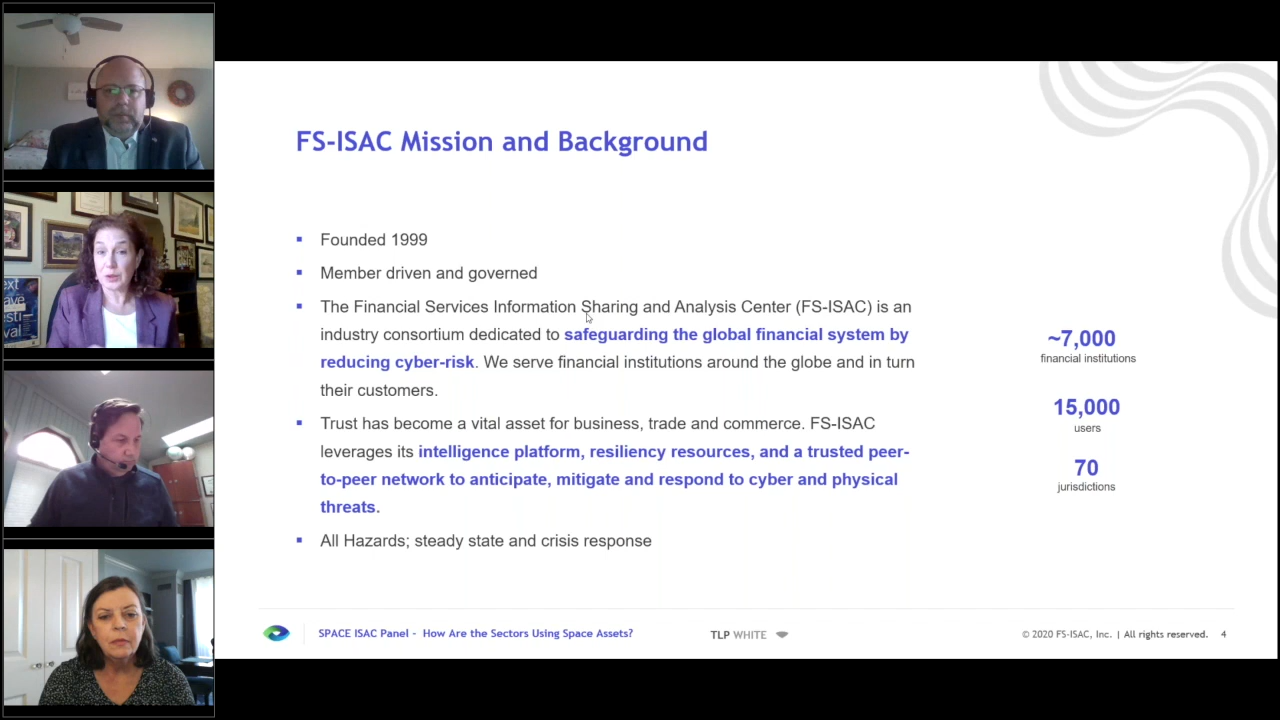 FS-ISAC Mission and Background
Founded 1999
Member driven and governed
The Financial Services Information Sharing and Analysis Center (FS-ISAC) is an
industry consortium dedicated to safeguarding the global financial system by
reducing cyber-risk. We serve financial institutions around the globe and in turn
their customers.
Trust has become a vital asset for business, trade and commerce. FS-ISAC
leverages its intelligence platform, resiliency resources, and a trusted peer-
to-peer network to anticipate, mitigate and respond to cyber and physical
threats.
All Hazards; steady state and crisis response
~7,000
financial institutions
15,000
users
70
jurisdictions
SPACE ISAC Panel - How Are the Sectors Using Space Assets?
TLP WHITE
© 2020 FS-ISAC, Inc. | All rights reserved. 4